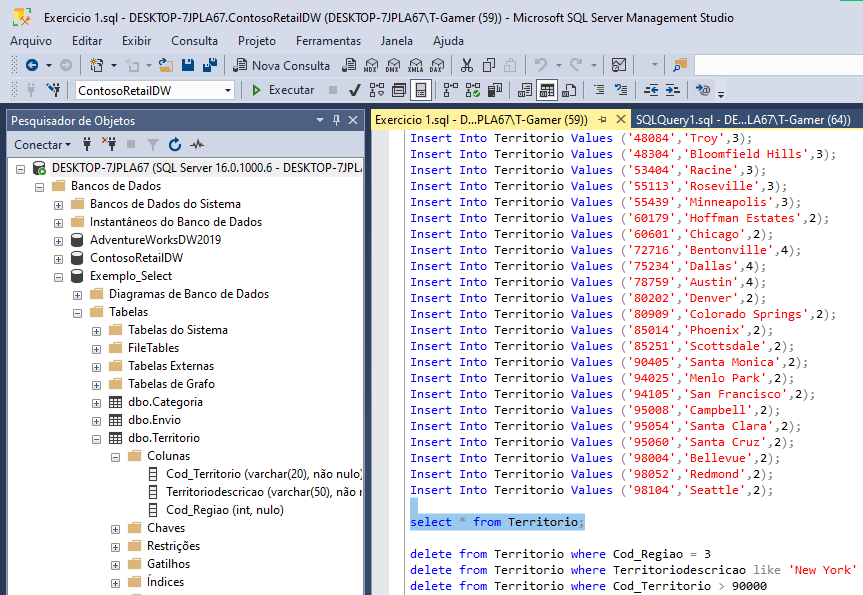 Exercicio 1.sql - DESKTOP-7JPLA67.ContosoRetailDW (DESKTOP-7JPLA67\T-Gamer (59)) - Microsoft SQL Server Management Studio
Arquivo Editar Exibir Consulta Projeto Ferramentas Janela Ajuda
Nova Consulta MDX DMX XMLA DAX
ContosoRetailDW Executar
Pesquisador de Objetos
Conectar
DESKTOP-7JPLA67 (SQL Server 16.0.1000.6 - DESKTOP-7JPL
Bancos de Dados
Bancos de Dados do Sistema
Instantâneos do Banco de Dados
AdventureWorksDW2019
ContosoRetailDW
Exemplo_Select
Diagramas de Banco de Dados
Tabelas
Tabelas do Sistema
FileTables
Tabelas Externas
Tabelas de Grafo
dbo.Categoria
dbo.Envio
dbo.Territorio
Colunas
Cod_Territorio (varchar(20), não nulo)
Territoriodescricao (varchar(50), não n
Cod_Regiao (int, nulo)
Chaves
Restrições
Gatilhos
Índices
Exercicio 1.sql - D...PLA67\T-Gamer (59)) SQLQuery1.sql - DE...LA67\T-Gamer (64))
Insert Into Territorio Values ('48084','Troy',3);
Insert Into Territorio Values ('48304','Bloomfield Hills',3);
Insert Into Territorio Values ('53404','Racine',3);
Insert Into Territorio Values ('55113','Roseville',3);
Insert Into Territorio Values ('55439','Minneapolis',3);
Insert Into Territorio Values ('60179','Hoffman Estates',2);
Insert Into Territorio Values ('60601','Chicago',2);
Insert Into Territorio Values ('72716','Bentonville',4);
Insert Into Territorio Values ('75234','Dallas',4);
Insert Into Territorio Values ('78759','Austin',4);
Insert Into Territorio Values ('80202','Denver',2);
Insert Into Territorio Values ('80909','Colorado Springs',2);
Insert Into Territorio Values ('85014','Phoenix',2);
Insert Into Territorio Values ('85251','Scottsdale',2);
Insert Into Territorio Values ('90405','Santa Monica',2);
Insert Into Territorio Values ('94025','Menlo Park',2);
Insert Into Territorio Values ('94105','San Francisco',2);
Insert Into Territorio Values ('95008','Campbell',2);
Insert Into Territorio Values ('95054','Santa Clara',2);
Insert Into Territorio Values ('95060','Santa Cruz',2);
Insert Into Territorio Values ('98004','Bellevue',2);
Insert Into Territorio Values ('98052','Redmond',2);
Insert Into Territorio Values ('98104','Seattle',2);
select * from Territorio;
delete from Territorio where Cod_Regiao = 3
delete from Territorio where Territoriodescricao like 'New York'
delete from Territorio where Cod_Territorio > 90000